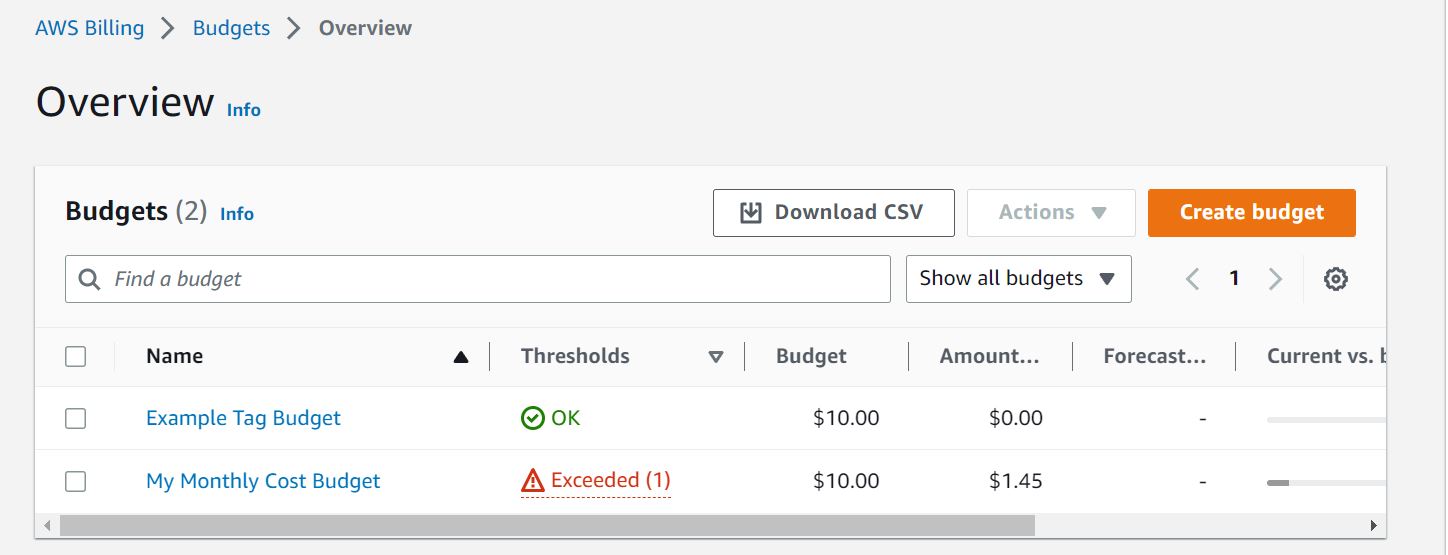 AWS Billing > Budgets > Overview
Overview Info
Budgets (2) Info Download CSV Actions Create budget
Find a budget Show all budgets 1
Name Thresholds Budget Amount... Forecast... Current vs. b
Example Tag Budget OK $10.00 $0.00 -
My Monthly Cost Budget Exceeded (1) $10.00 $1.45 -